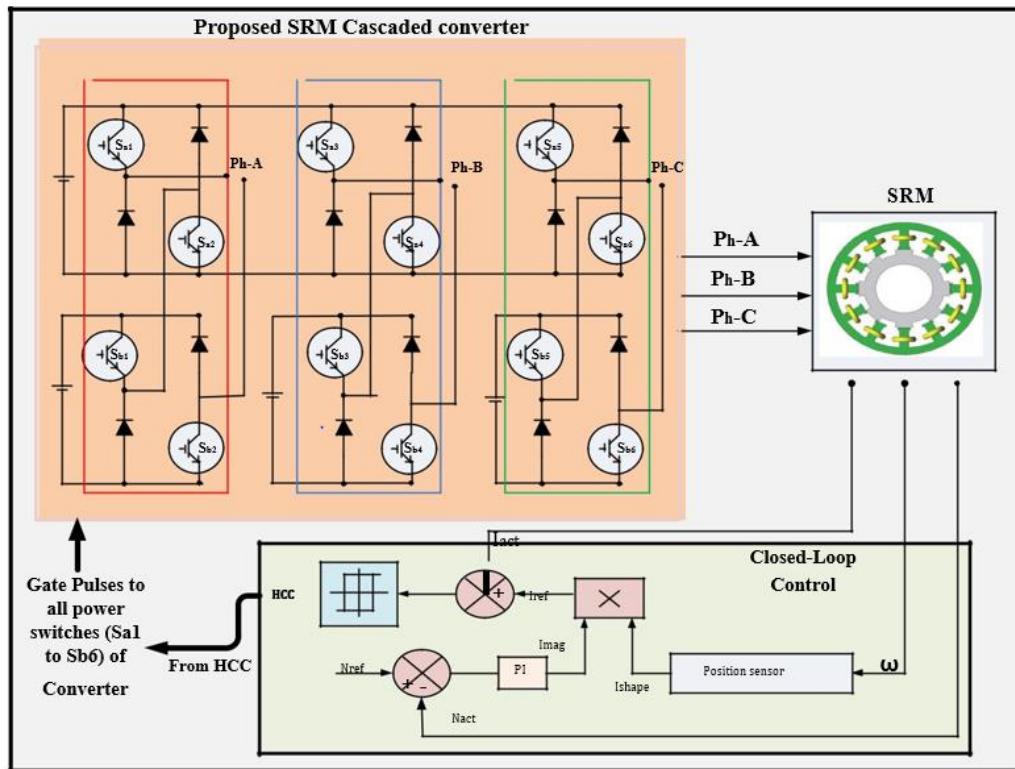 Proposed SRM Cascaded converter
Sa1
Sa3
Sa5
Ph-A
Ph-B
Ph-C
Sa2
Sa4
Sa6
Sb1
Sb3
Sb5
Sb2
Sb4
Sb6
SRM
Ph-A
Ph-B
Ph-C
Iact
Closed-Loop
Control
Gate Pulses to
all power
switches (Sa1
to Sb6) of
Converter
HCC
From HCC
+
Iref
Imag
Nref
+
-
PI
Ishape
Position sensor
ω
Nact